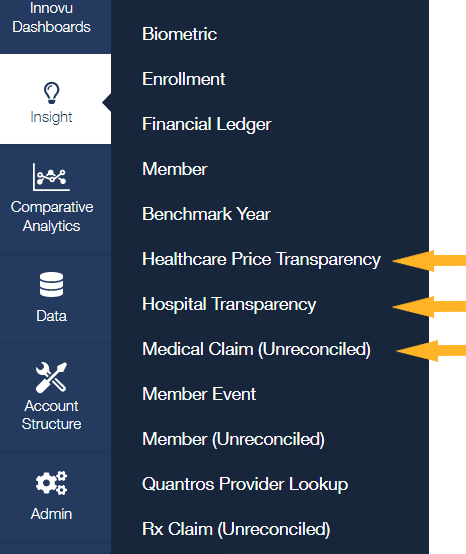 Innovu
Dashboards
Insight
Comparative
Analytics
Data
Account
Structure
Admin
Biometric
Enrollment
Financial Ledger
Member
Benchmark Year
Healthcare Price Transparency
Hospital Transparency
Medical Claim (Unreconciled)
Member Event
Member (Unreconciled)
Quantros Provider Lookup
Rx Claim (Unreconciled)